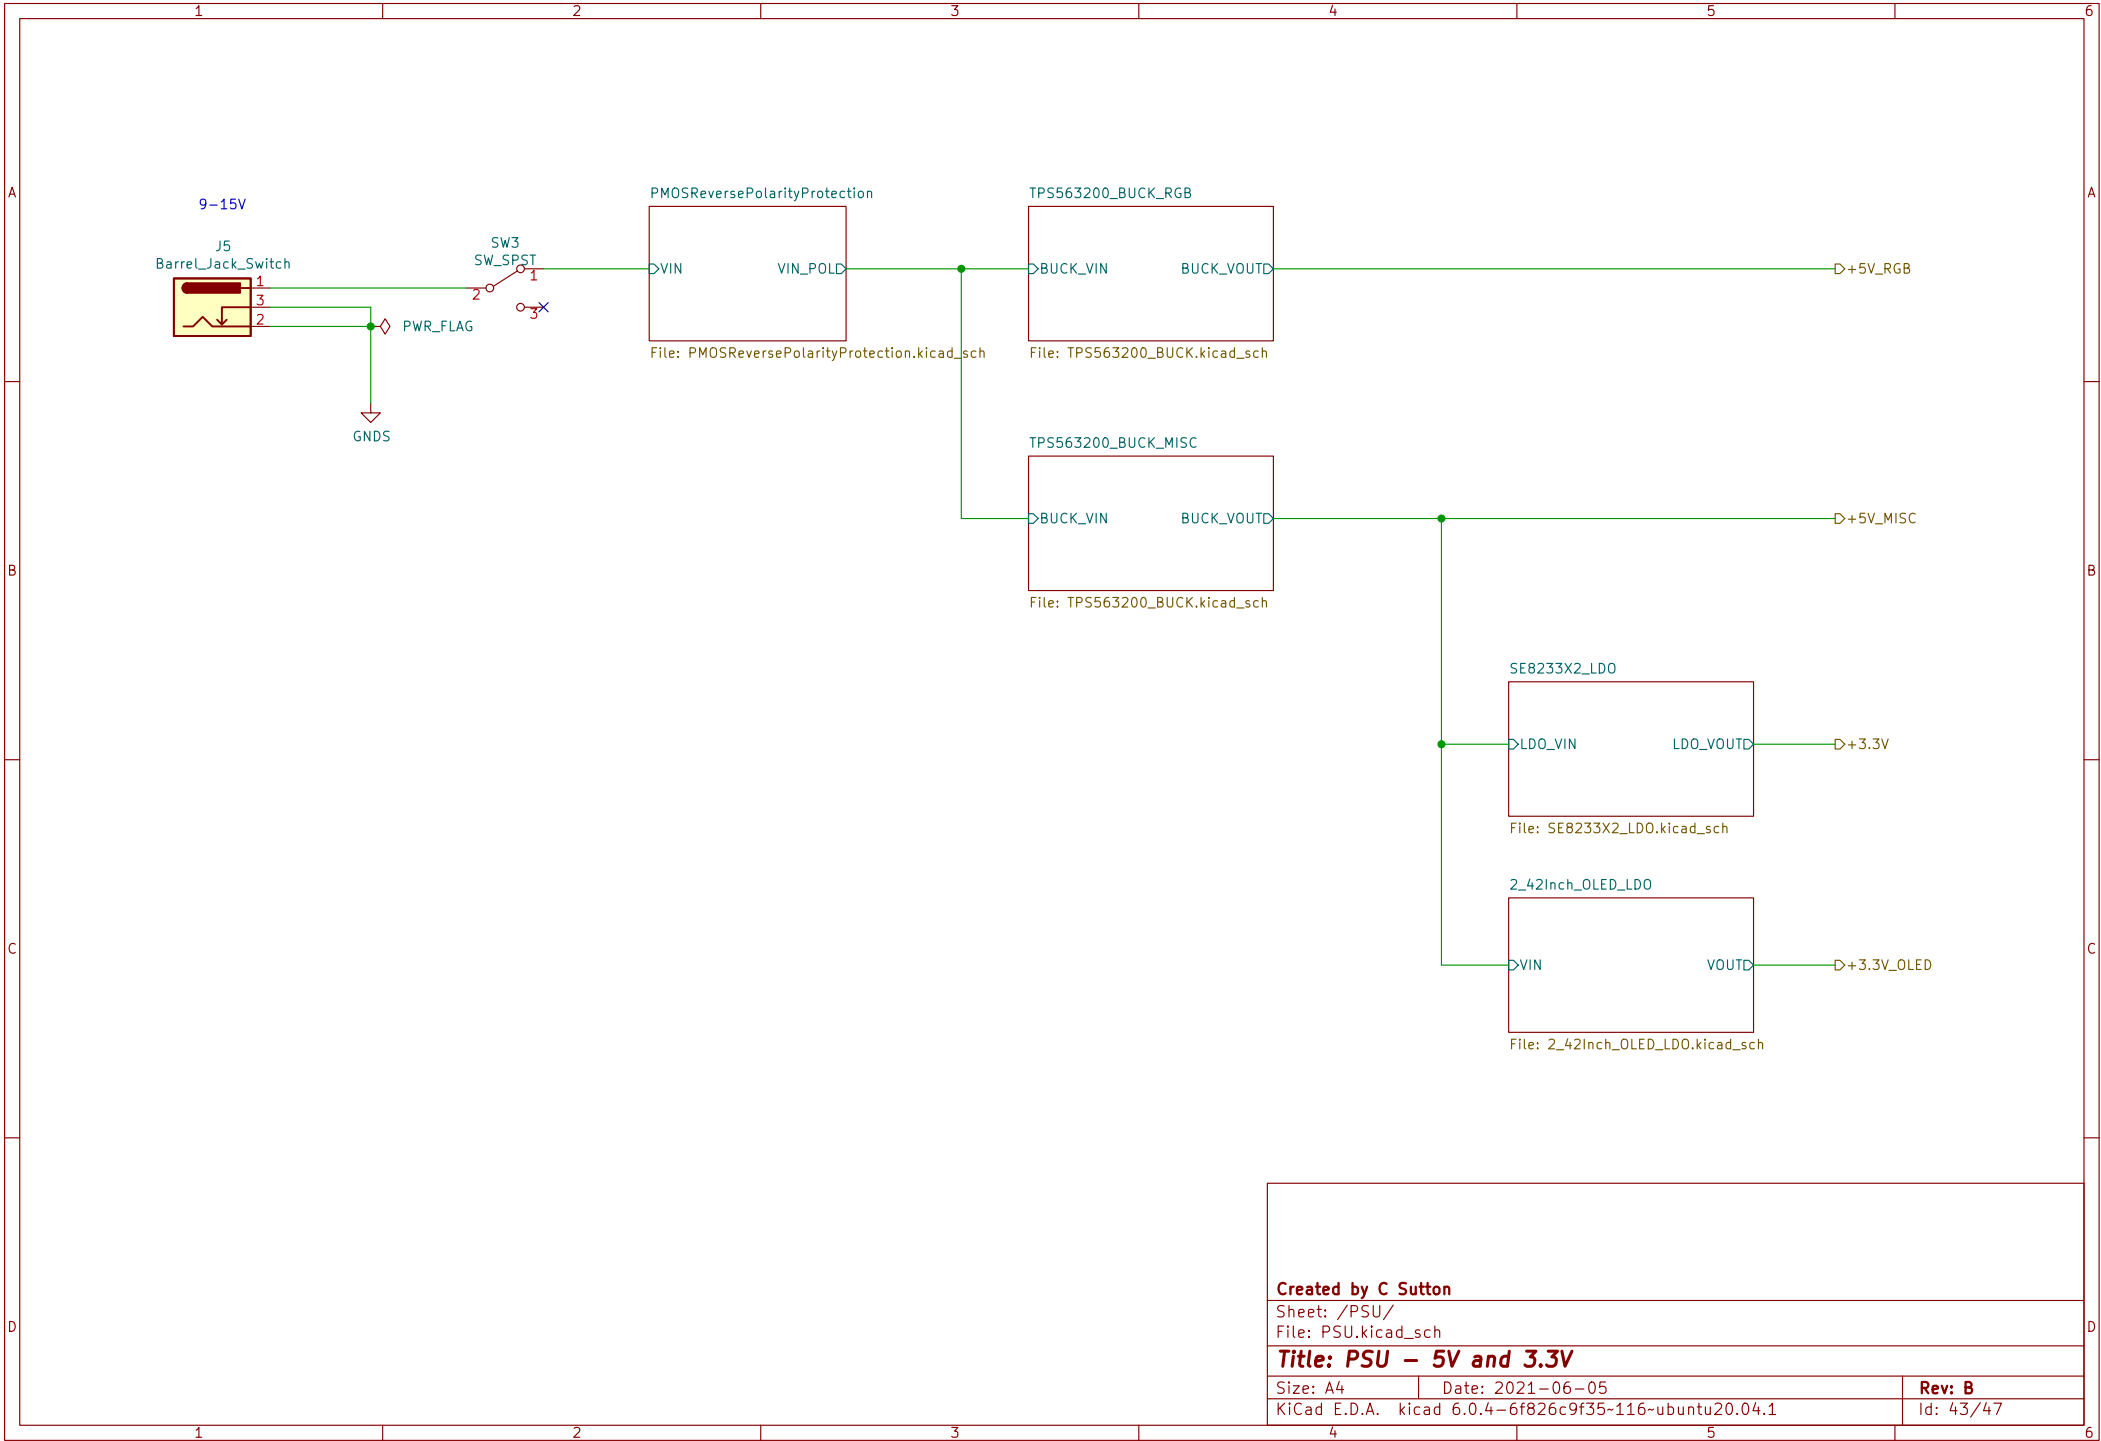 1 2 3 4 5 6
A A
9-15V
J5
Barrel_Jack_Switch
1
3
2
PWR_FLAG
GNDS
SW3
SW_SPST
1
2
3
PMOSReversePolarityProtection
VIN VIN_POL
File: PMOSReversePolarityProtection.kicad_sch
TPS563200_BUCK_RGB
BUCK_VIN BUCK_VOUT
File: TPS563200_BUCK.kicad_sch
+5V_RGB
TPS563200_BUCK_MISC
BUCK_VIN BUCK_VOUT
File: TPS563200_BUCK.kicad_sch
+5V_MISC
B B
SE8233X2_LDO
LDO_VIN LDO_VOUT
File: SE8233X2_LDO.kicad_sch
+3.3V
2_42Inch_OLED_LDO
VIN VOUT
File: 2_42Inch_OLED_LDO.kicad_sch
+3.3V_OLED
C C
Created by C Sutton
Sheet: /PSU/
File: PSU.kicad_sch
D D
Title: PSU - 5V and 3.3V
Size: A4 Date: 2021-06-05 Rev: B
KiCad E.D.A. kicad 6.0.4-6f826c9f35~116~ubuntu20.04.1 Id: 43/47
1 2 3 4 5 6